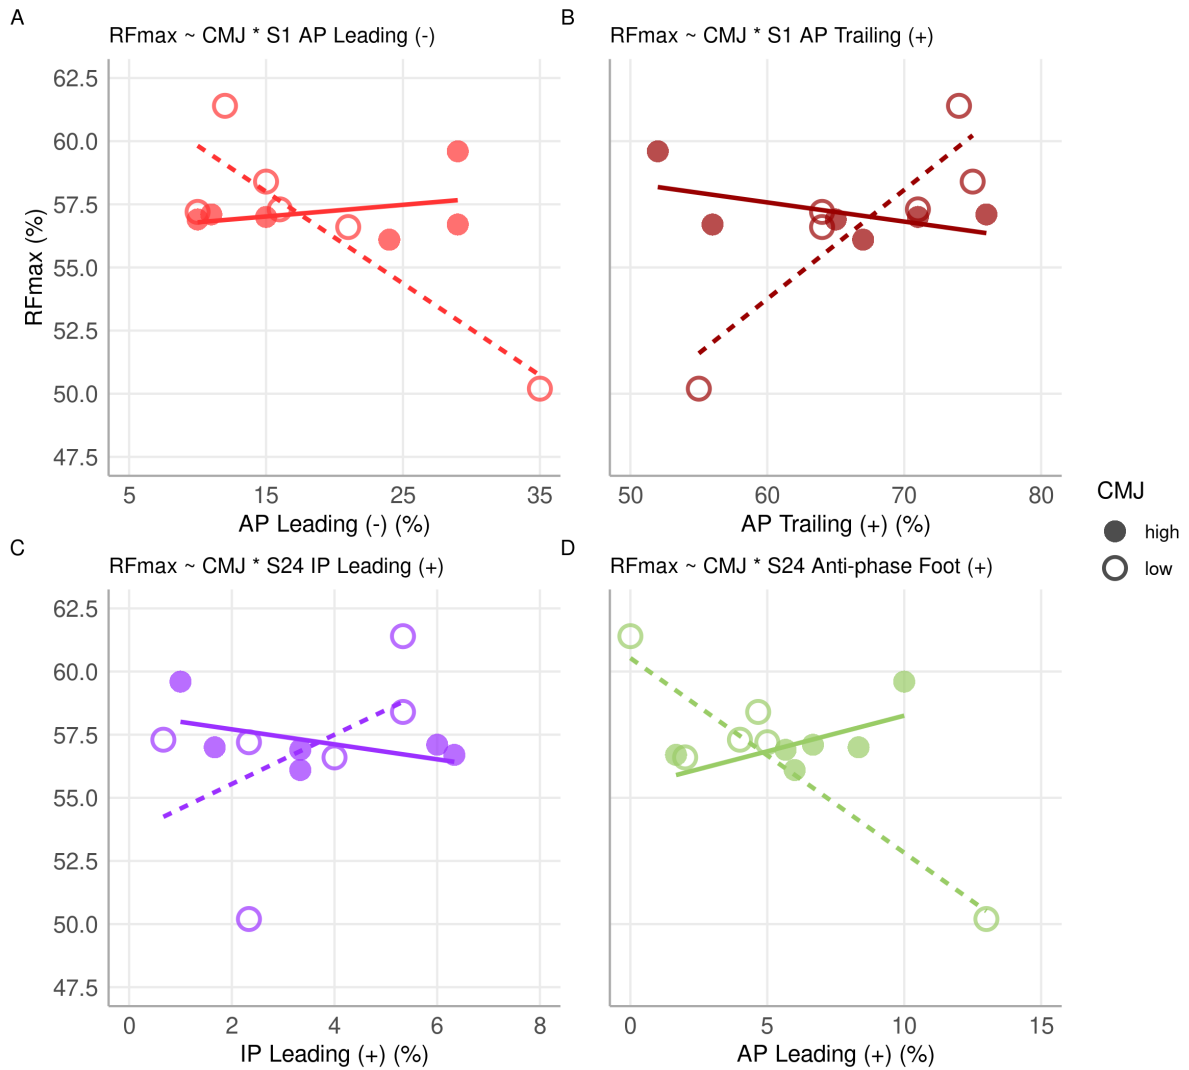 A
RFmax ~ CMJ * S1 AP Leading (-)
62.5
60.0
57.5
55.0
52.5
50.0
47.5
RFmax (%)
5 15 25 35
AP Leading (-) (%)
B
RFmax ~ CMJ * S1 AP Trailing (+)
50 60 70 80
AP Trailing (+) (%)
C
RFmax ~ CMJ * S24 IP Leading (+)
62.5
60.0
57.5
55.0
52.5
50.0
47.5
0 2 4 6 8
IP Leading (+) (%)
D
RFmax ~ CMJ * S24 Anti-phase Foot (+)
0 5 10 15
AP Leading (+) (%)
CMJ
high
low